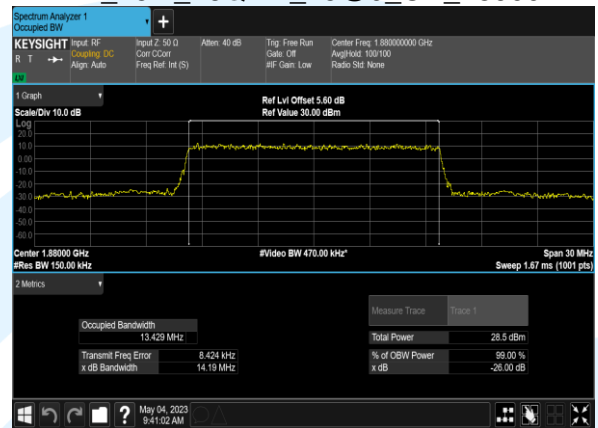 Spectrum Analyzer 1
Occupied BW
+
KEYSIGHT Input: RF Input Z: 50 Ω Atten: 40 dB Trig: Free Run Center Freq: 1.880000000 GHz
R T Coupling: DC Corr CCorr Gate: Off Avg|Hold: 100/100
Align: Auto Freq Ref: Int (S) #IF Gain: Low Radio Std: None
LW
1 Graph
Ref Lvl Offset 5.60 dB
Scale/Div 10.0 dB Ref Value 30.00 dBm
Log
20.0
10.0
0.00
-10.0
-20.0
-30.0
-40.0
-50.0
-60.0
Center 1.88000 GHz #Video BW 470.00 kHz* Span 30 MHz
#Res BW 150.00 kHz Sweep 1.67 ms (1001 pts)
2 Metrics
Measure Trace Trace 1
Occupied Bandwidth
13.429 MHz Total Power 28.5 dBm
Transmit Freq Error 8.424 kHz % of OBW Power 99.00 %
x dB Bandwidth 14.19 MHz x dB -26.00 dB
? May 04, 2023
9:41:02 AM